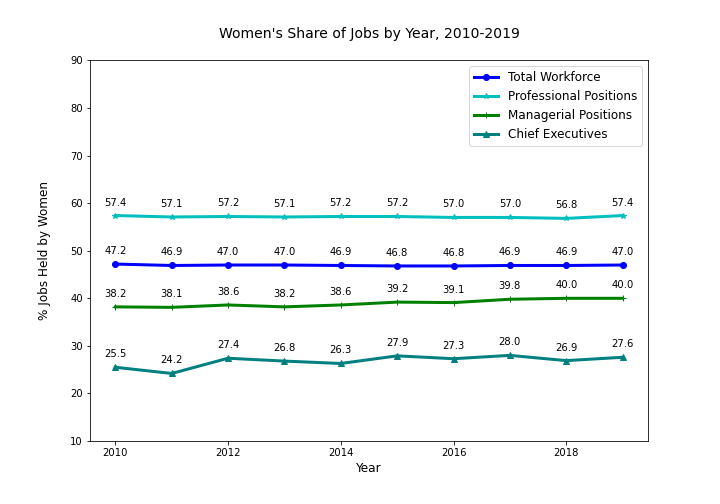 Women's Share of Jobs by Year, 2010-2019
90
80
70
60
50
40
30
20
10
% Jobs Held by Women
Total Workforce
Professional Positions
Managerial Positions
Chief Executives
57.4 57.1 57.2 57.1 57.2 57.2 57.0 57.0 56.8 57.4
47.2 46.9 47.0 47.0 46.9 46.8 46.8 46.9 46.9 47.0
38.2 38.1 38.6 38.2 38.6 39.2 39.1 39.8 40.0 40.0
25.5 24.2 27.4 26.8 26.3 27.9 27.3 28.0 26.9 27.6
2010 2012 2014 2016 2018
Year